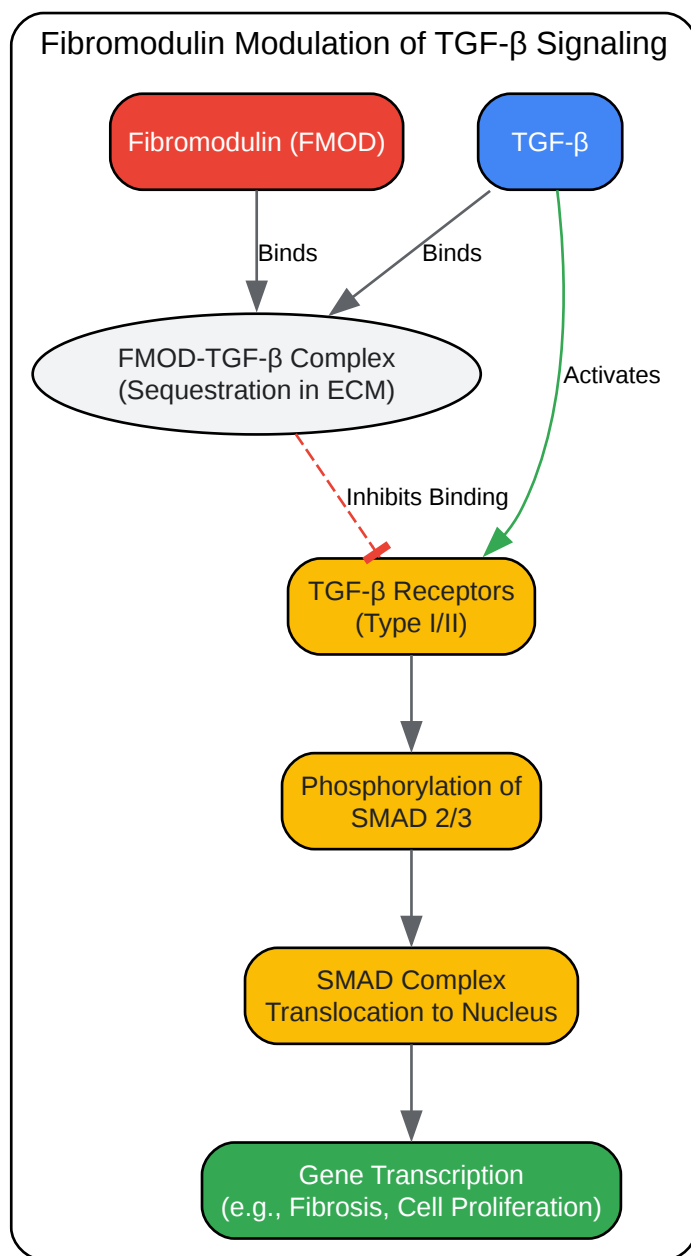 Fibromodulin Modulation of TGF-β Signaling
Fibromodulin (FMOD)
TGF-β
Binds
Binds
FMOD-TGF-β Complex
(Sequestration in ECM)
Activates
Inhibits Binding
TGF-β Receptors
(Type I/II)
Phosphorylation of
SMAD 2/3
SMAD Complex
Translocation to Nucleus
Gene Transcription
(e.g., Fibrosis, Cell Proliferation)